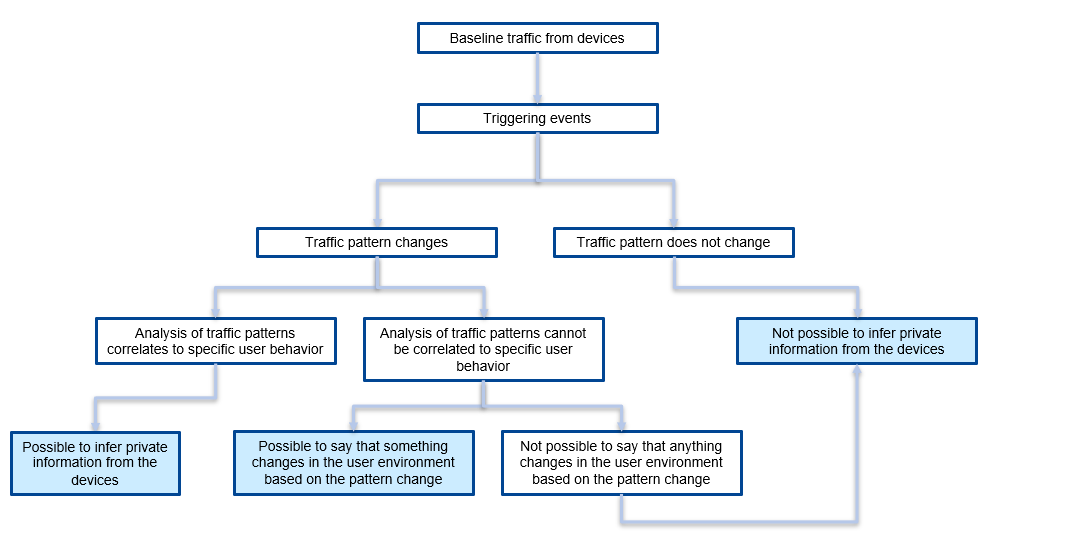 Baseline traffic from devices
Triggering events
Traffic pattern changes
Traffic pattern does not change
Analysis of traffic patterns
correlates to specific user behavior
Analysis of traffic patterns cannot
be correlated to specific user
behavior
Not possible to infer private
information from the devices
Possible to infer private
information from the
devices
Possible to say that something
changes in the user environment
based on the pattern change
Not possible to say that anything
changes in the user environment
based on the pattern change